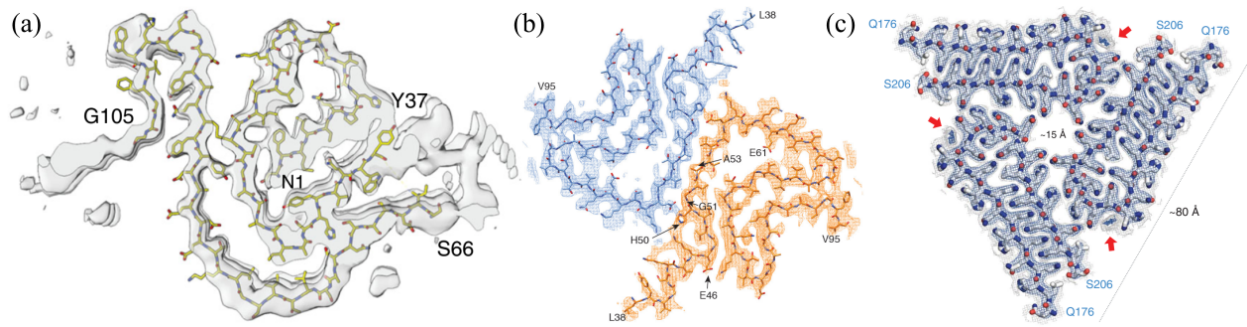 (a)
G105
N1
Y37
S66
(b)
L38
V95
A53
E61
G51
H50
V95
E46
L38
(c)
Q176
S206
Q176
S206
~15 Å
~80 Å
S206
Q176